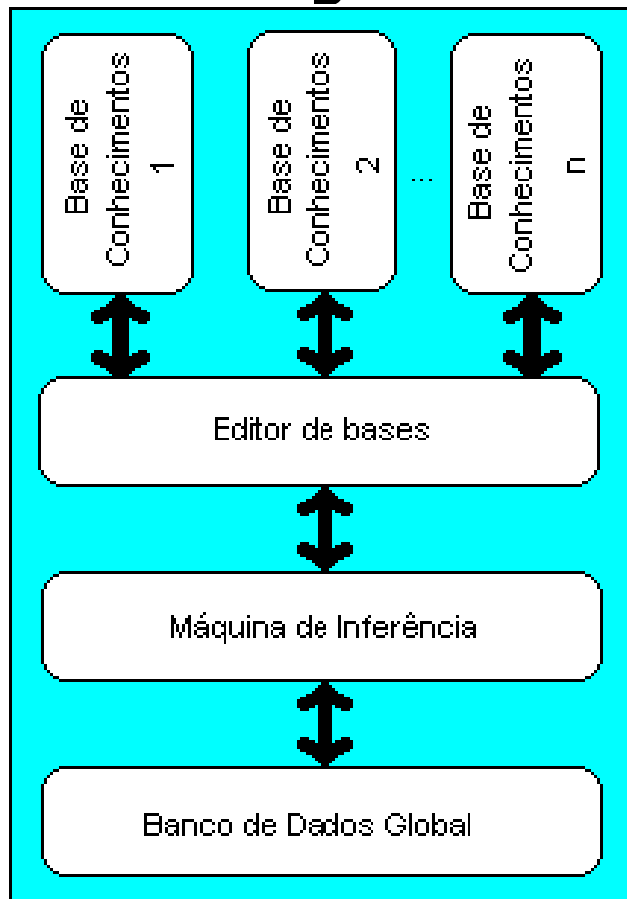 Base de
Conhecimentos
1
Base de
Conhecimentos
2
...
Base de
Conhecimentos
n
Editor de bases
Máquina de Inferência
Banco de Dados Global